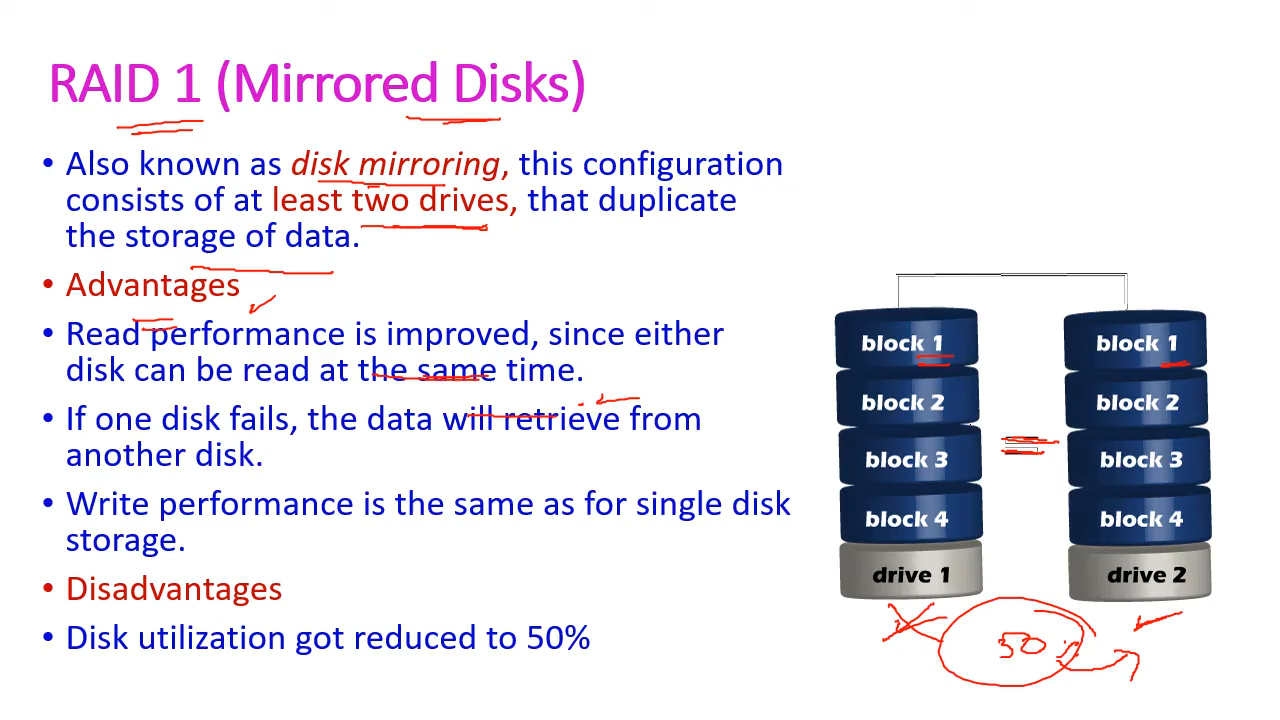 RAID 1 (Mirrored Disks)
• Also known as disk mirroring, this configuration
consists of at least two drives, that duplicate
the storage of data.
• Advantages
• Read performance is improved, since either
disk can be read at the same time.
• If one disk fails, the data will retrieve from
another disk.
• Write performance is the same as for single disk
storage.
• Disadvantages
• Disk utilization got reduced to 50%
block 1
block 2
block 3
block 4
drive 1
block 1
block 2
block 3
block 4
drive 2
50%